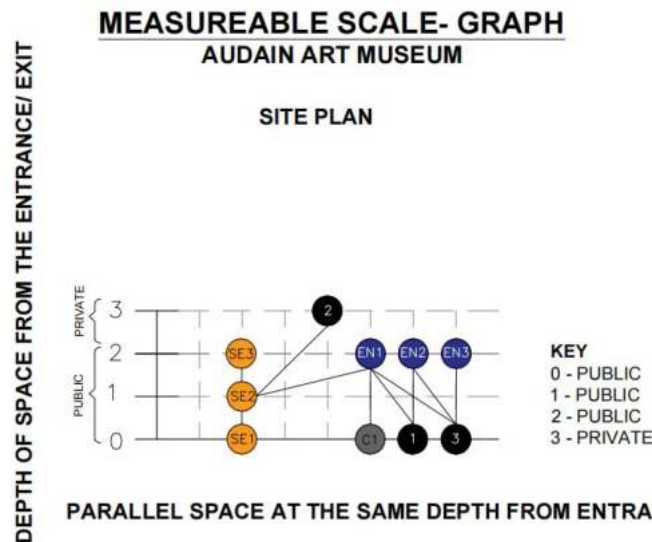 MEASUREABLE SCALE- GRAPH
AUDAIN ART MUSEUM
SITE PLAN
DEPTH OF SPACE FROM THE ENTRANCE/ EXIT
PRIVATE
PUBLIC
3
2
1
0
2
SE3
EN1
EN2
EN3
SE2
SE1
C1
1
3
KEY
0 - PUBLIC
1 - PUBLIC
2 - PUBLIC
3 - PRIVATE
PARALLEL SPACE AT THE SAME DEPTH FROM ENTRA